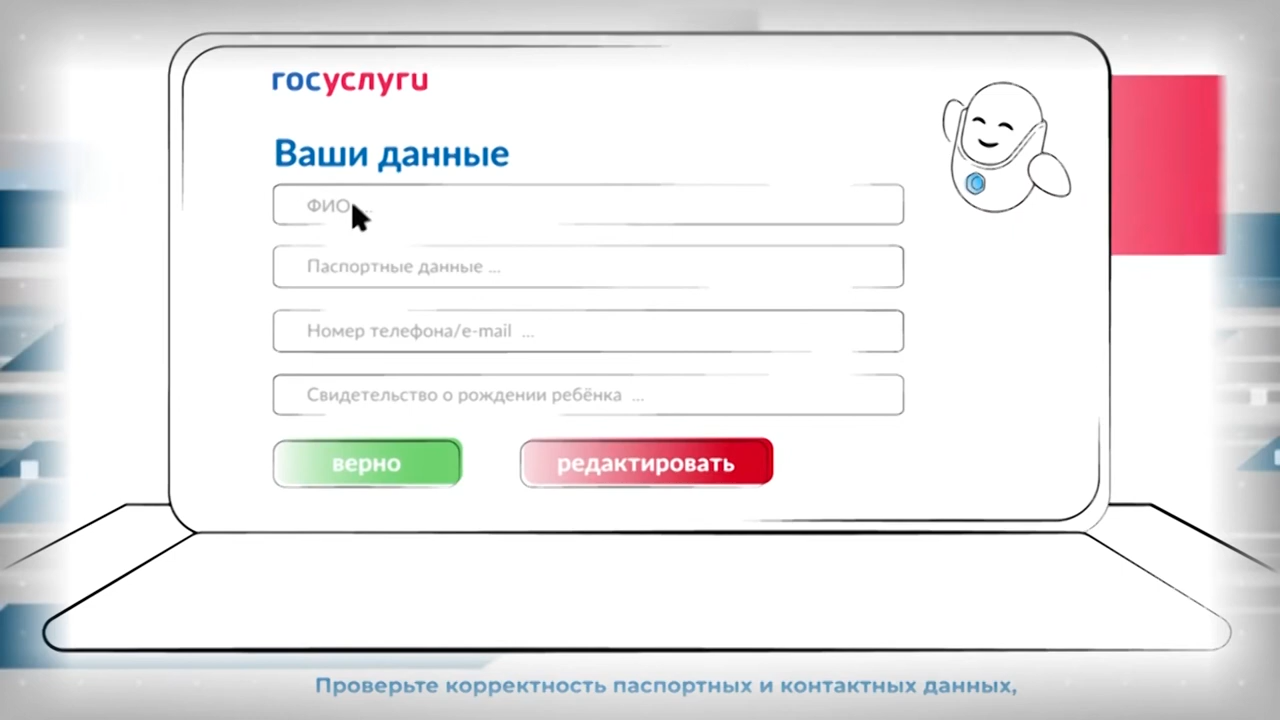 госуслуги
Ваши данные
ФИО ...
Паспортные данные ...
Номер телефона/e-mail ...
Свидетельство о рождении ребёнка ...
верно
редактировать
Проверьте корректность паспортных и контактных данных,